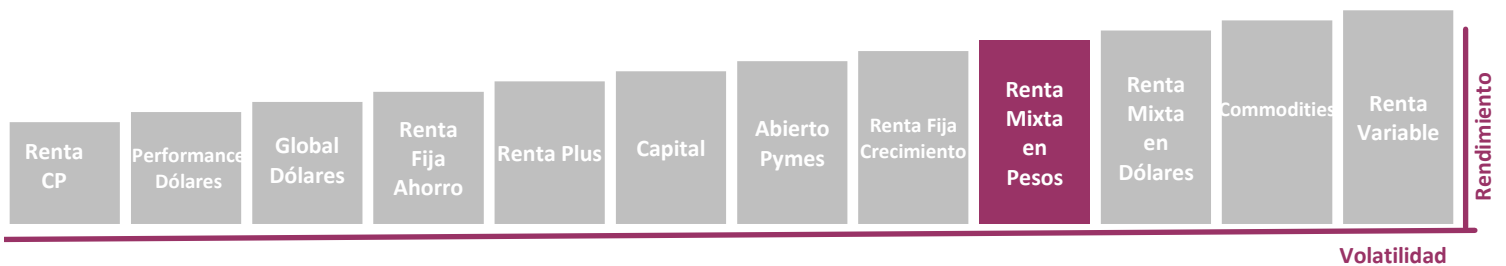 Renta
CP
Performance
Dólares
Global
Dólares
Renta
Fija
Ahorro
Renta Plus
Capital
Abierto
Pymes
Renta Fija
Crecimiento
Renta
Mixta
en
Pesos
Renta
Mixta
en
Dólares
Commodities
Renta
Variable
Rendimiento
Volatilidad